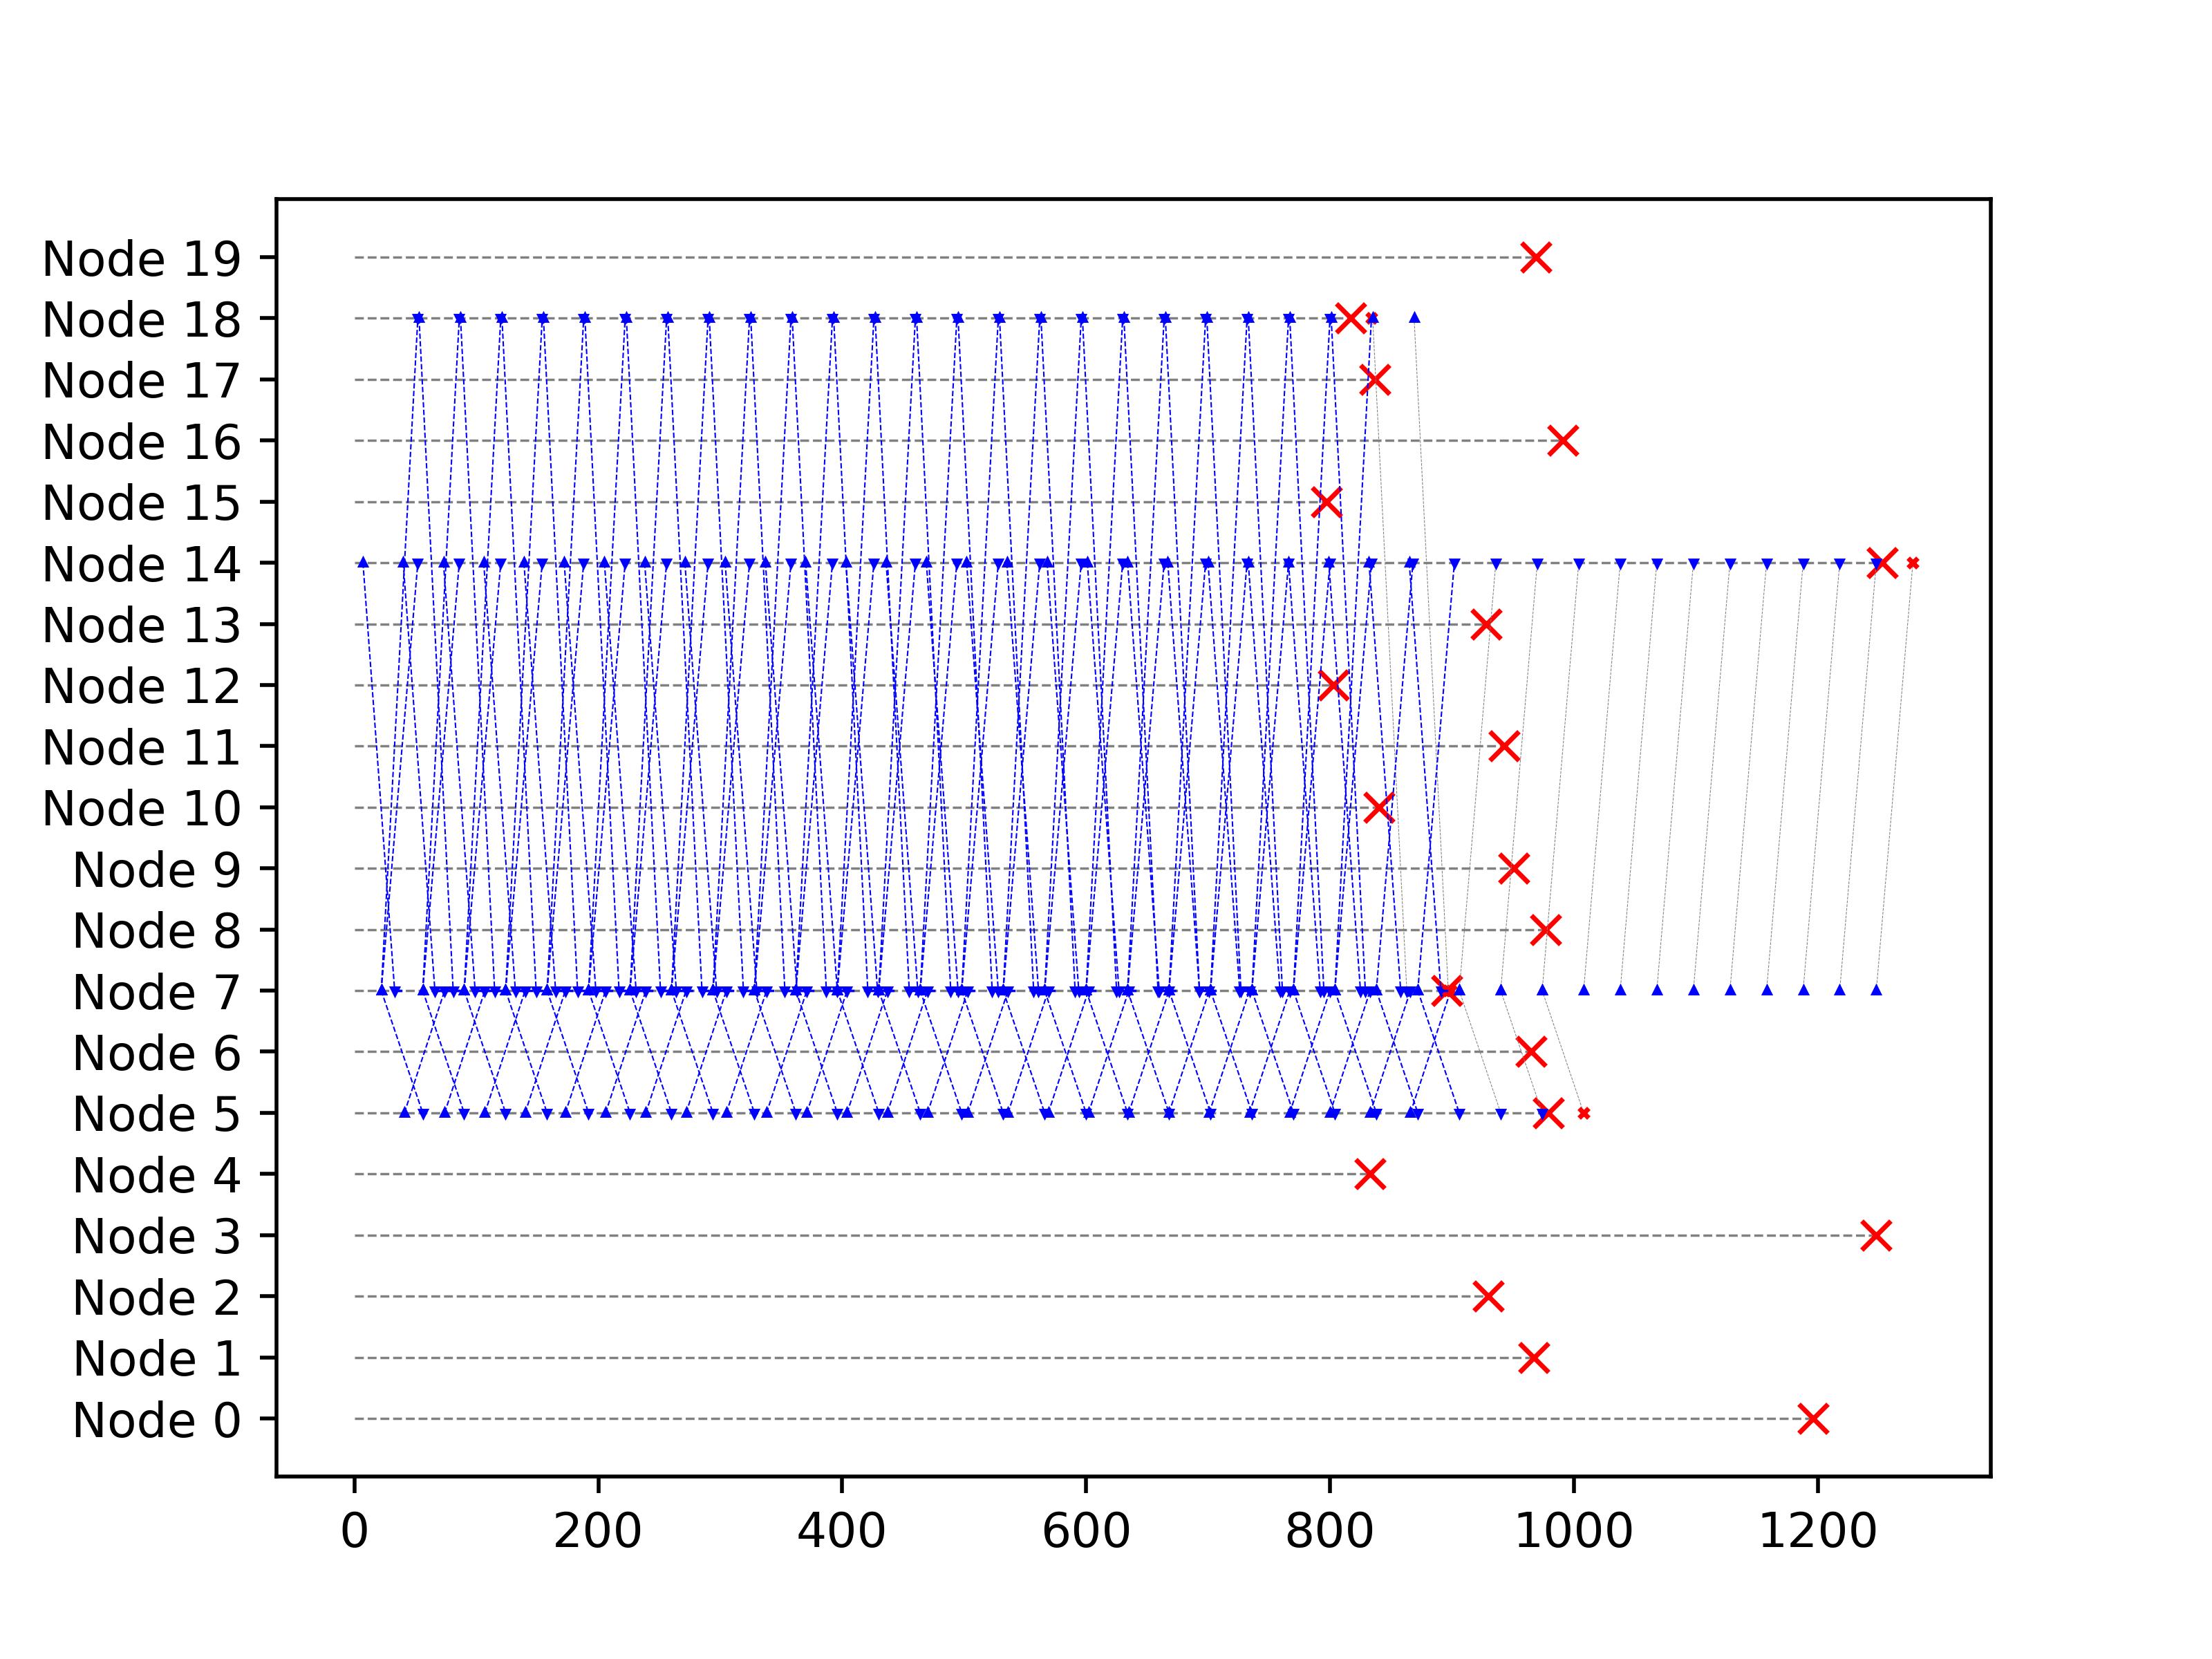 Node 19
Node 18
Node 17
Node 16
Node 15
Node 14
Node 13
Node 12
Node 11
Node 10
Node 9
Node 8
Node 7
Node 6
Node 5
Node 4
Node 3
Node 2
Node 1
Node 0
0 200 400 600 800 1000 1200